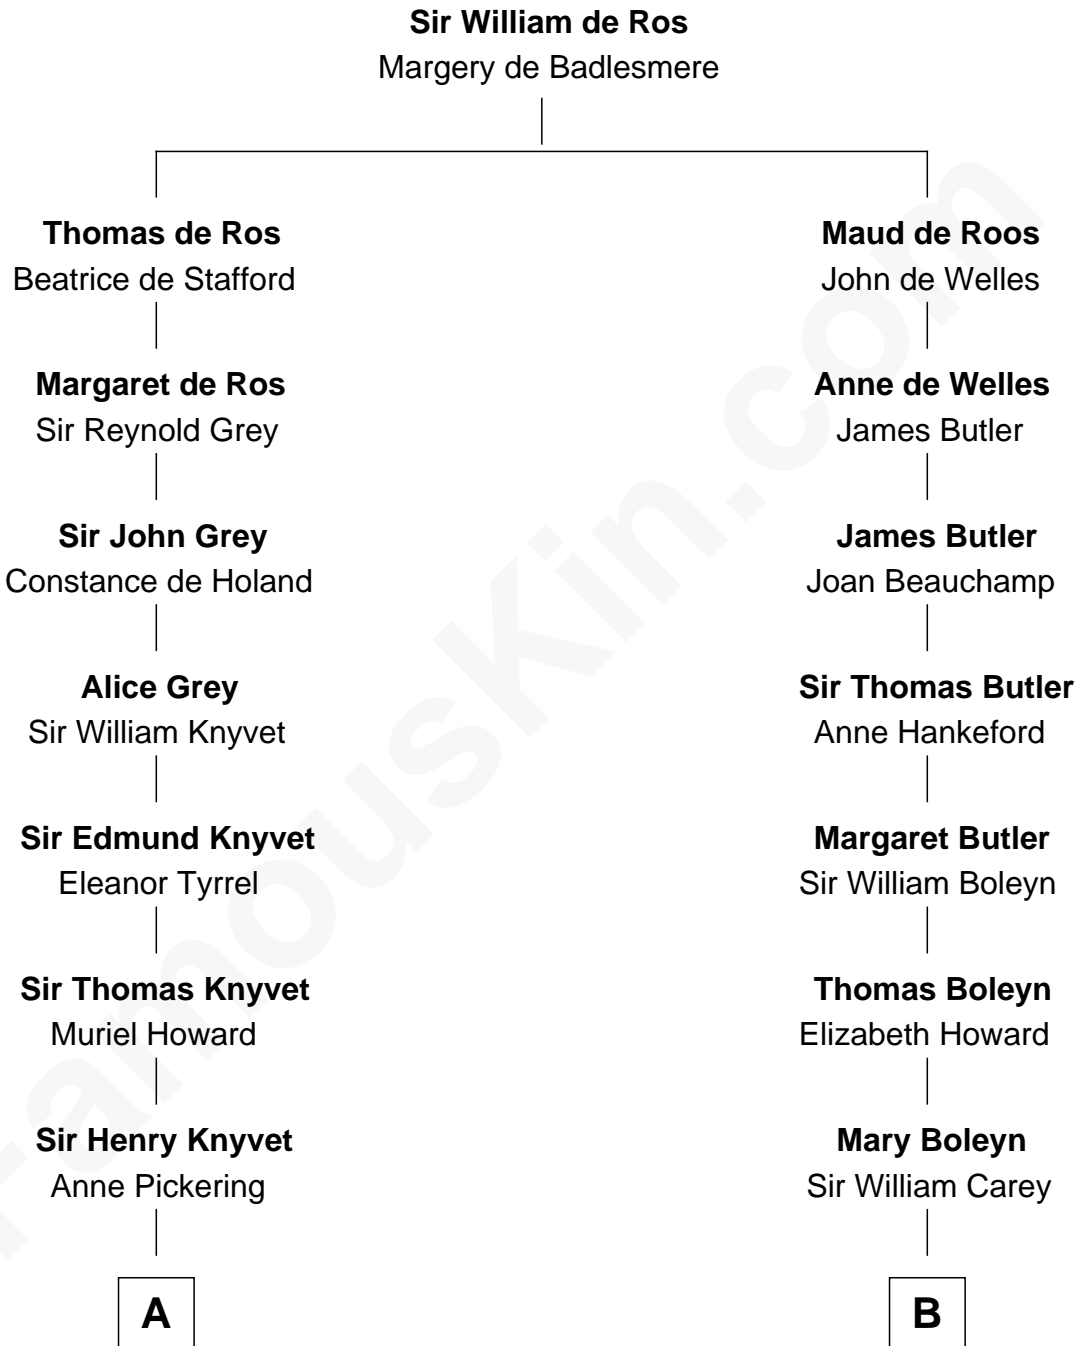 Sir William de Ros
Margery de Badlesmere
Thomas de Ros
Beatrice de Stafford
Margaret de Ros
Sir Reynold Grey
Sir John Grey
Constance de Holand
Alice Grey
Sir William Knyvet
Sir Edmund Knyvet
Eleanor Tyrrel
Sir Thomas Knyvet
Muriel Howard
Sir Henry Knyvet
Anne Pickering
A
Maud de Roos
John de Welles
Anne de Welles
James Butler
James Butler
Joan Beauchamp
Sir Thomas Butler
Anne Hankeford
Margaret Butler
Sir William Boleyn
Thomas Boleyn
Elizabeth Howard
Mary Boleyn
Sir William Carey
B
FamousKin.com